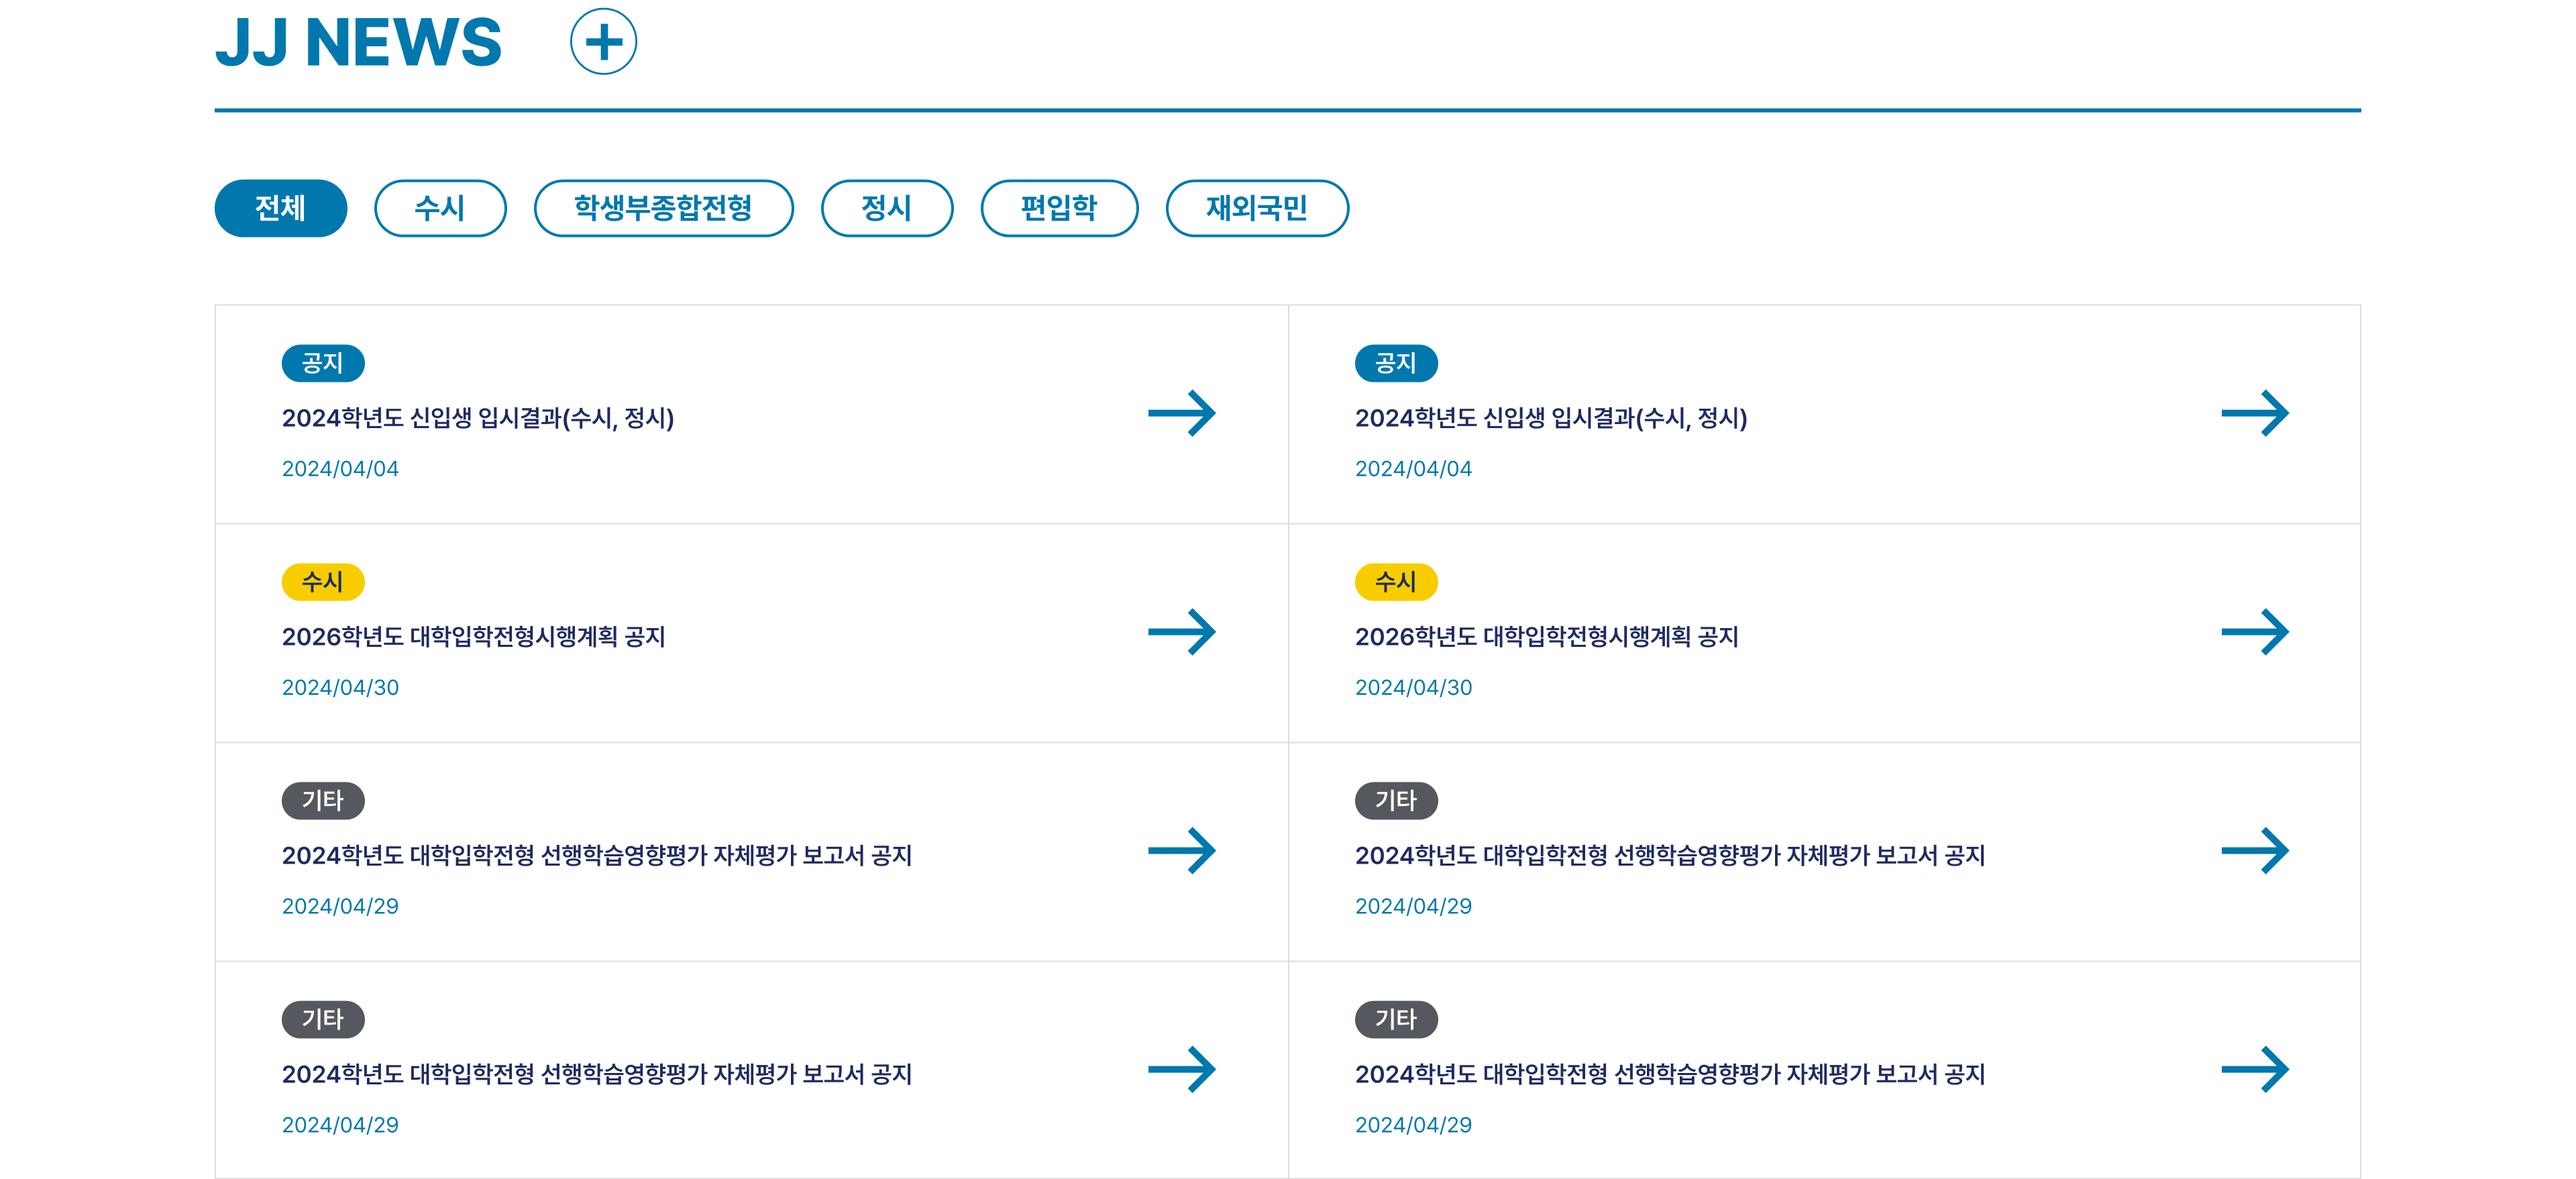 JJ NEWS
전체 수시 학생부종합전형 정시 편입학 재외국민
공지
2024학년도 신입생 입시결과(수시, 정시)
2024/04/04
공지
2024학년도 신입생 입시결과(수시, 정시)
2024/04/04
수시
2026학년도 대학입학전형시행계획 공지
2024/04/30
수시
2026학년도 대학입학전형시행계획 공지
2024/04/30
기타
2024학년도 대학입학전형 선행학습영향평가 자체평가 보고서 공지
2024/04/29
기타
2024학년도 대학입학전형 선행학습영향평가 자체평가 보고서 공지
2024/04/29
기타
2024학년도 대학입학전형 선행학습영향평가 자체평가 보고서 공지
2024/04/29
기타
2024학년도 대학입학전형 선행학습영향평가 자체평가 보고서 공지
2024/04/29